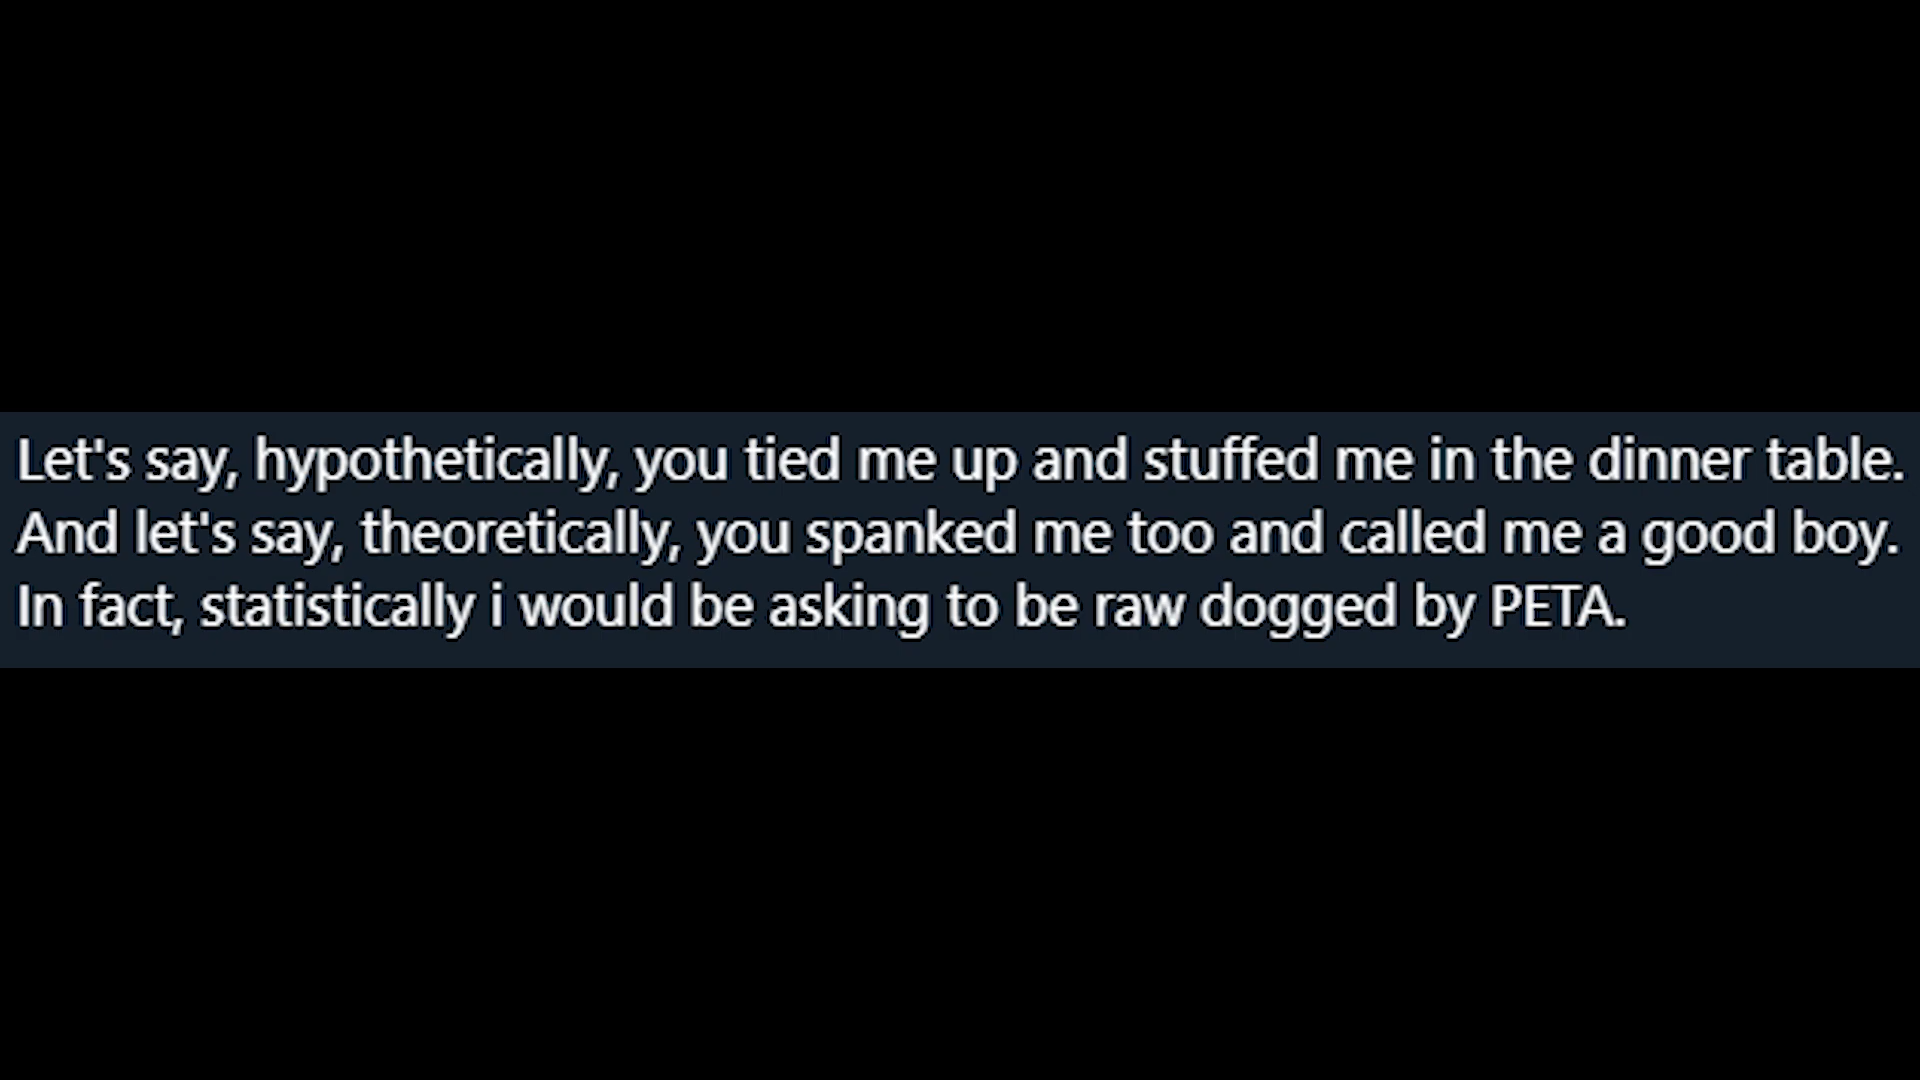 Let's say, hypothetically, you tied me up and stuffed me in the dinner table.
And let's say, theoretically, you spanked me too and called me a good boy.
In fact, statistically i would be asking to be raw dogged by PETA.